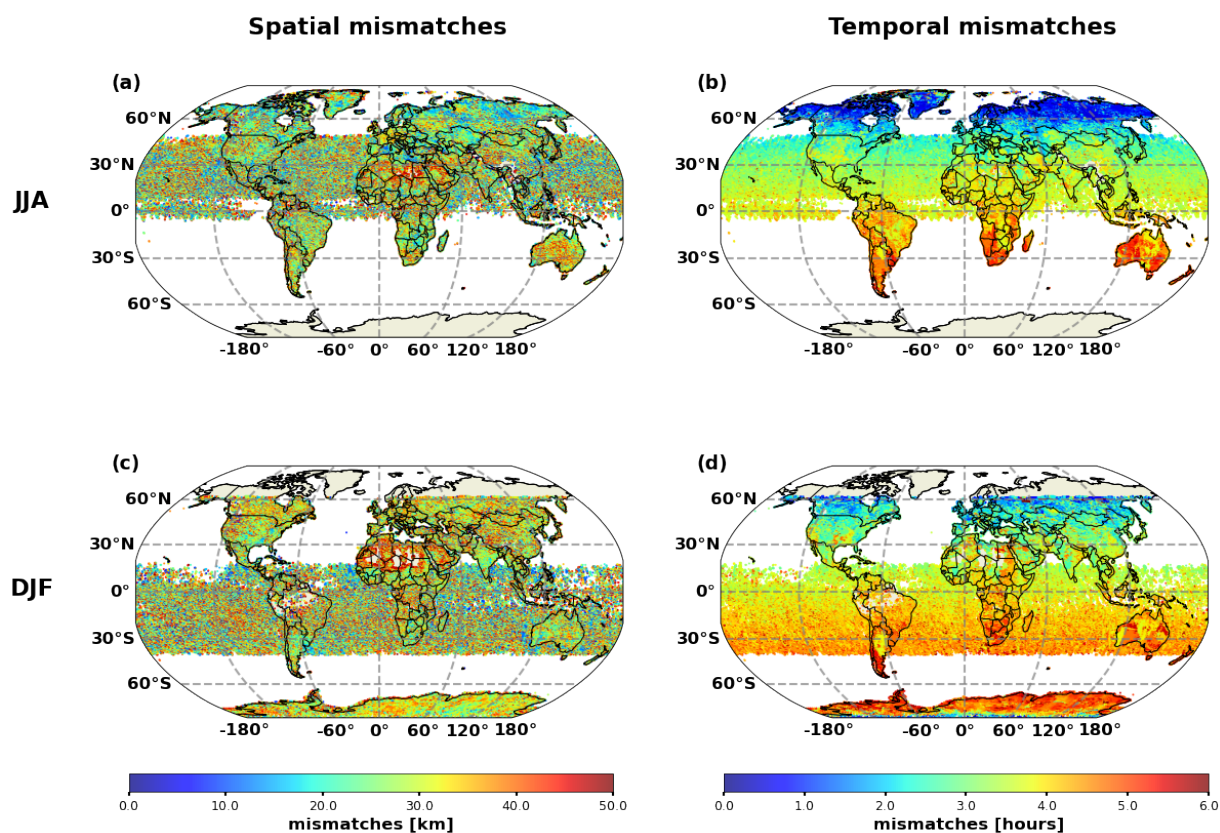 Spatial mismatches Temporal mismatches
(a) (b)
JJA
60°N 60°N
30°N 30°N
0° 0°
30°S 30°S
60°S 60°S
-180° -60° 0° 60° 120° 180° -180° -60° 0° 60° 120° 180°
(c) (d)
DJF
60°N 60°N
30°N 30°N
0° 0°
30°S 30°S
60°S 60°S
-180° -60° 0° 60° 120° 180° -180° -60° 0° 60° 120° 180°
0.0 10.0 20.0 30.0 40.0 50.0 0.0 1.0 2.0 3.0 4.0 5.0 6.0
mismatches [km] mismatches [hours]